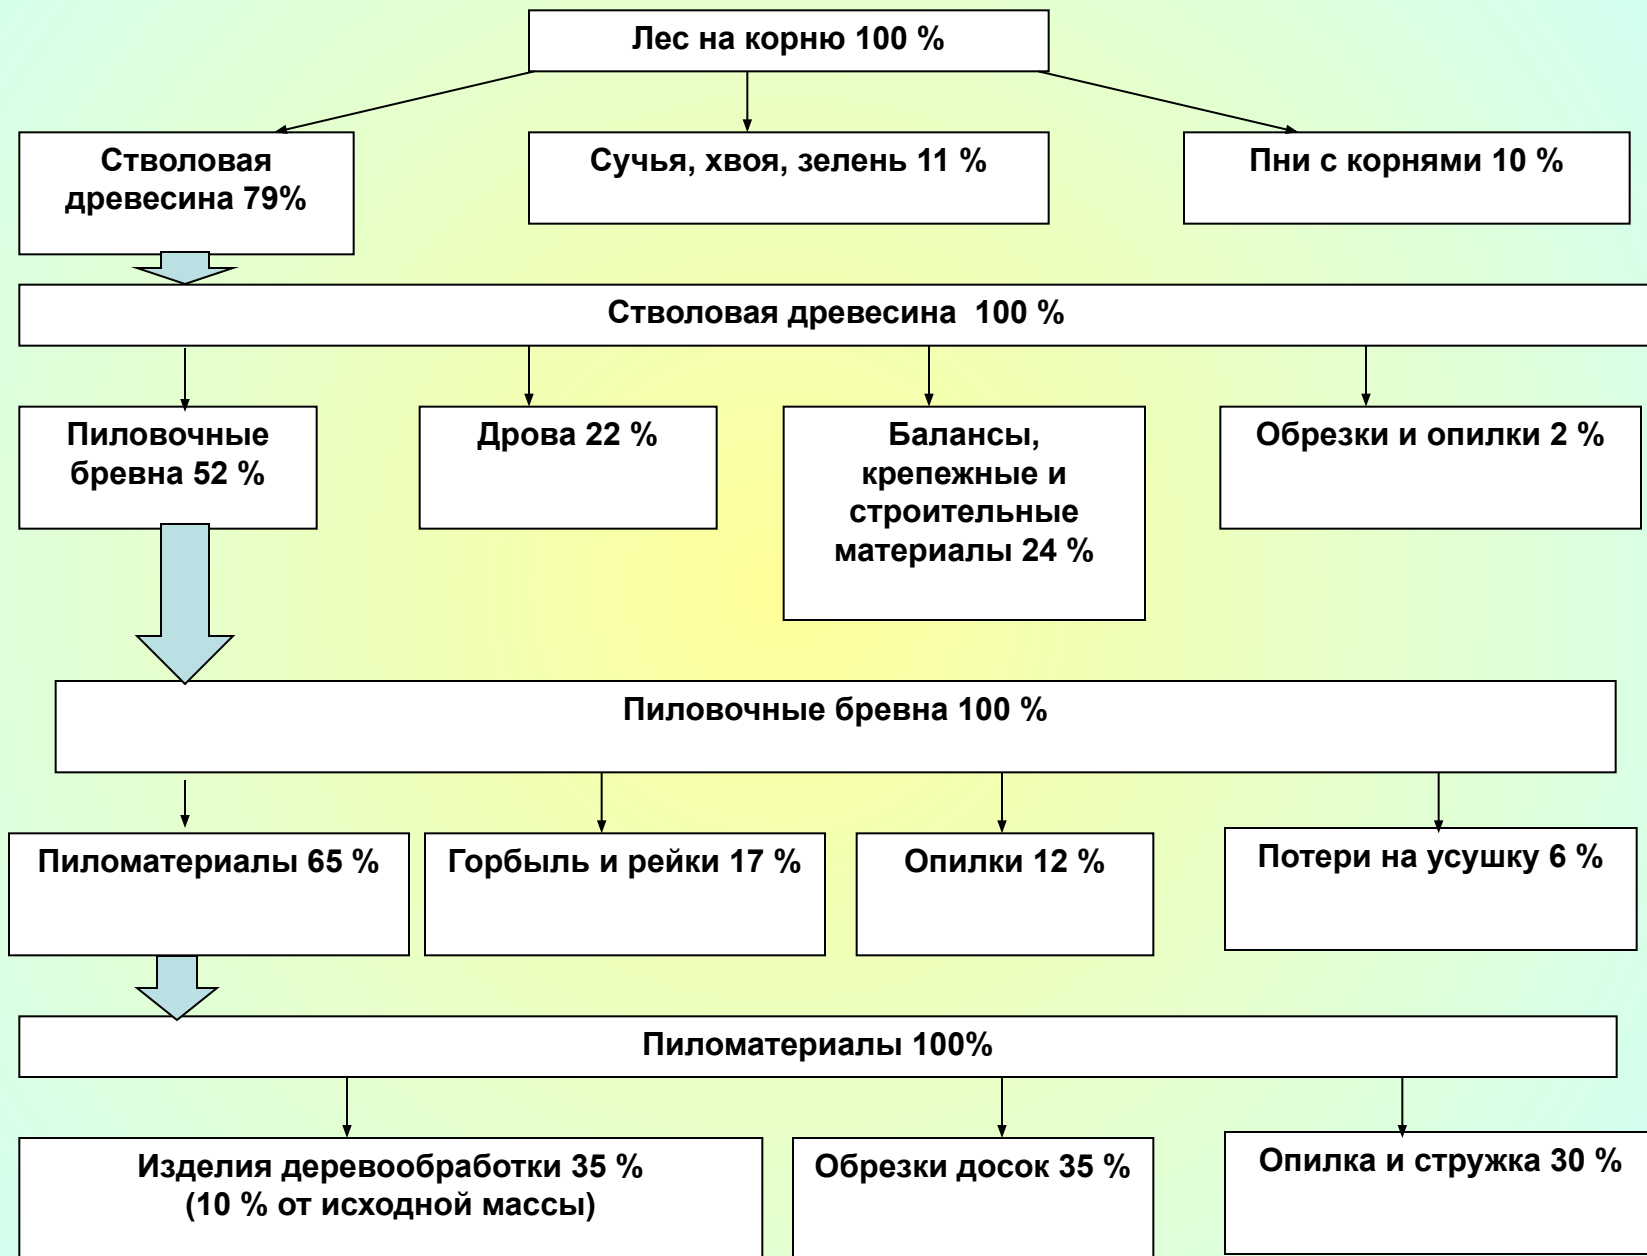 Лес на корню 100 %
Стволовая
древесина 79%
Сучья, хвоя, зелень 11 %
Пни с корнями 10 %
Стволовая древесина 100 %
Пиловочные
бревна 52 %
Дрова 22 %
Балансы,
крепежные и
строительные
материалы 24 %
Обрезки и опилки 2 %
Пиловочные бревна 100 %
Пиломатериалы 65 %
Горбыль и рейки 17 %
Опилки 12 %
Потери на усушку 6 %
Пиломатериалы 100%
Изделия деревообработки 35 %
(10 % от исходной массы)
Обрезки досок 35 %
Опилка и стружка 30 %